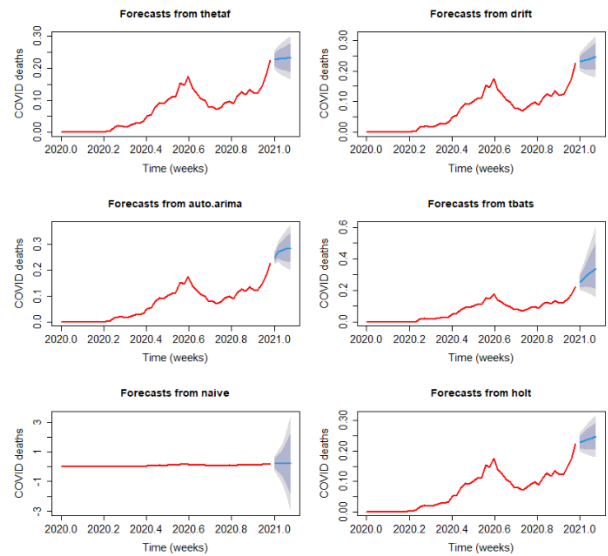 Forecasts from thetaf
COVID deaths
0.00 0.10 0.20 0.30
2020.0 2020.2 2020.4 2020.6 2020.8 2021.0
Time (weeks)
Forecasts from drift
COVID deaths
0.00 0.10 0.20 0.30
2020.0 2020.2 2020.4 2020.6 2020.8 2021.0
Time (weeks)
Forecasts from auto.arima
COVID deaths
0.0 0.1 0.2 0.3
2020.0 2020.2 2020.4 2020.6 2020.8 2021.0
Time (weeks)
Forecasts from tbats
COVID deaths
0.0 0.2 0.4 0.6
2020.0 2020.2 2020.4 2020.6 2020.8 2021.0
Time (weeks)
Forecasts from naive
COVID deaths
-3 -1 1 3
2020.0 2020.2 2020.4 2020.6 2020.8 2021.0
Time (weeks)
Forecasts from holt
COVID deaths
0.00 0.10 0.20 0.30
2020.0 2020.2 2020.4 2020.6 2020.8 2021.0
Time (weeks)